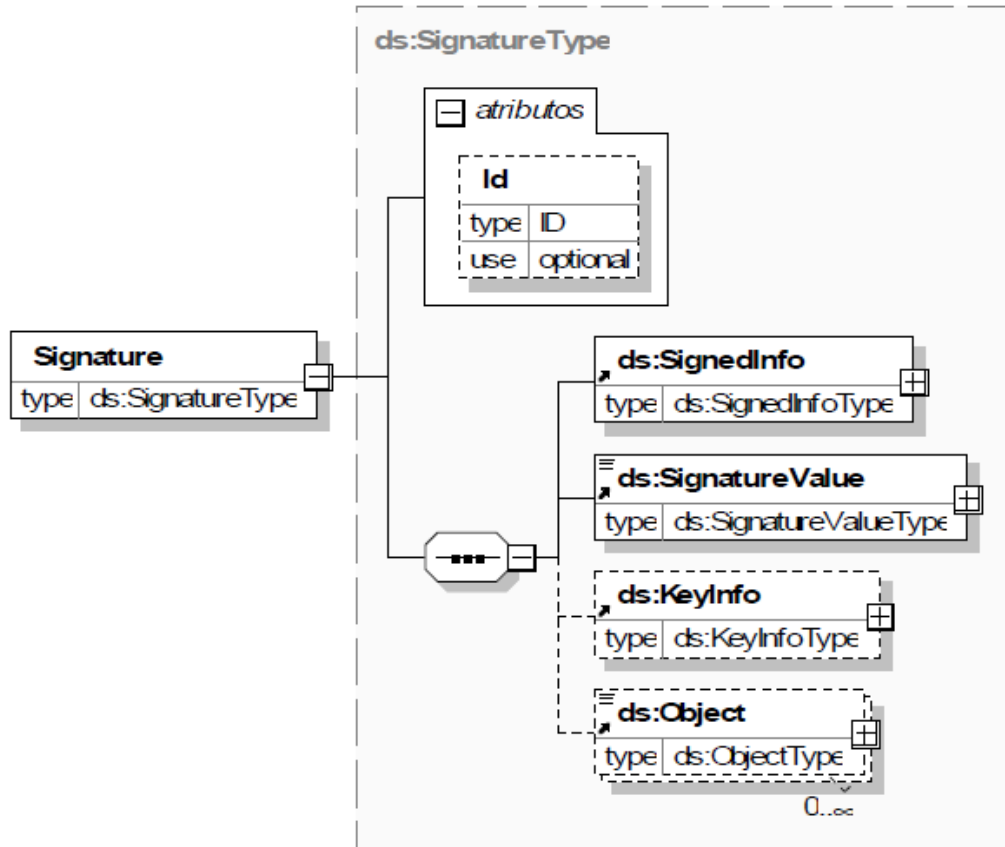 ds:SignatureType
atributos
Id
type ID
use optional
Signature
type ds:SignatureType
ds:SignedInfo
type ds:SignedInfoType
ds:SignatureValue
type ds:SignatureValueType
ds:KeyInfo
type ds:KeyInfoType
ds:Object
type ds:ObjectType
0..∞